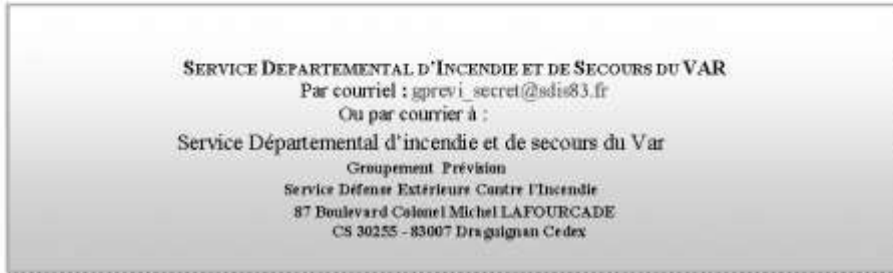 SERVICE DEPARTEMENTAL D'INCENDIE ET DE SECOURS DU VAR
Par courriel : gprevi_secret@sdis83.fr
Ou par courrier à :
Service Départemental d'incendie et de secours du Var
Groupement Prévision
Service Défense Extérieure Contre l'Incendie
87 Boulevard Colonel Michel LAFOURCADE
CS 30255 - 83007 Draguignan Cedex